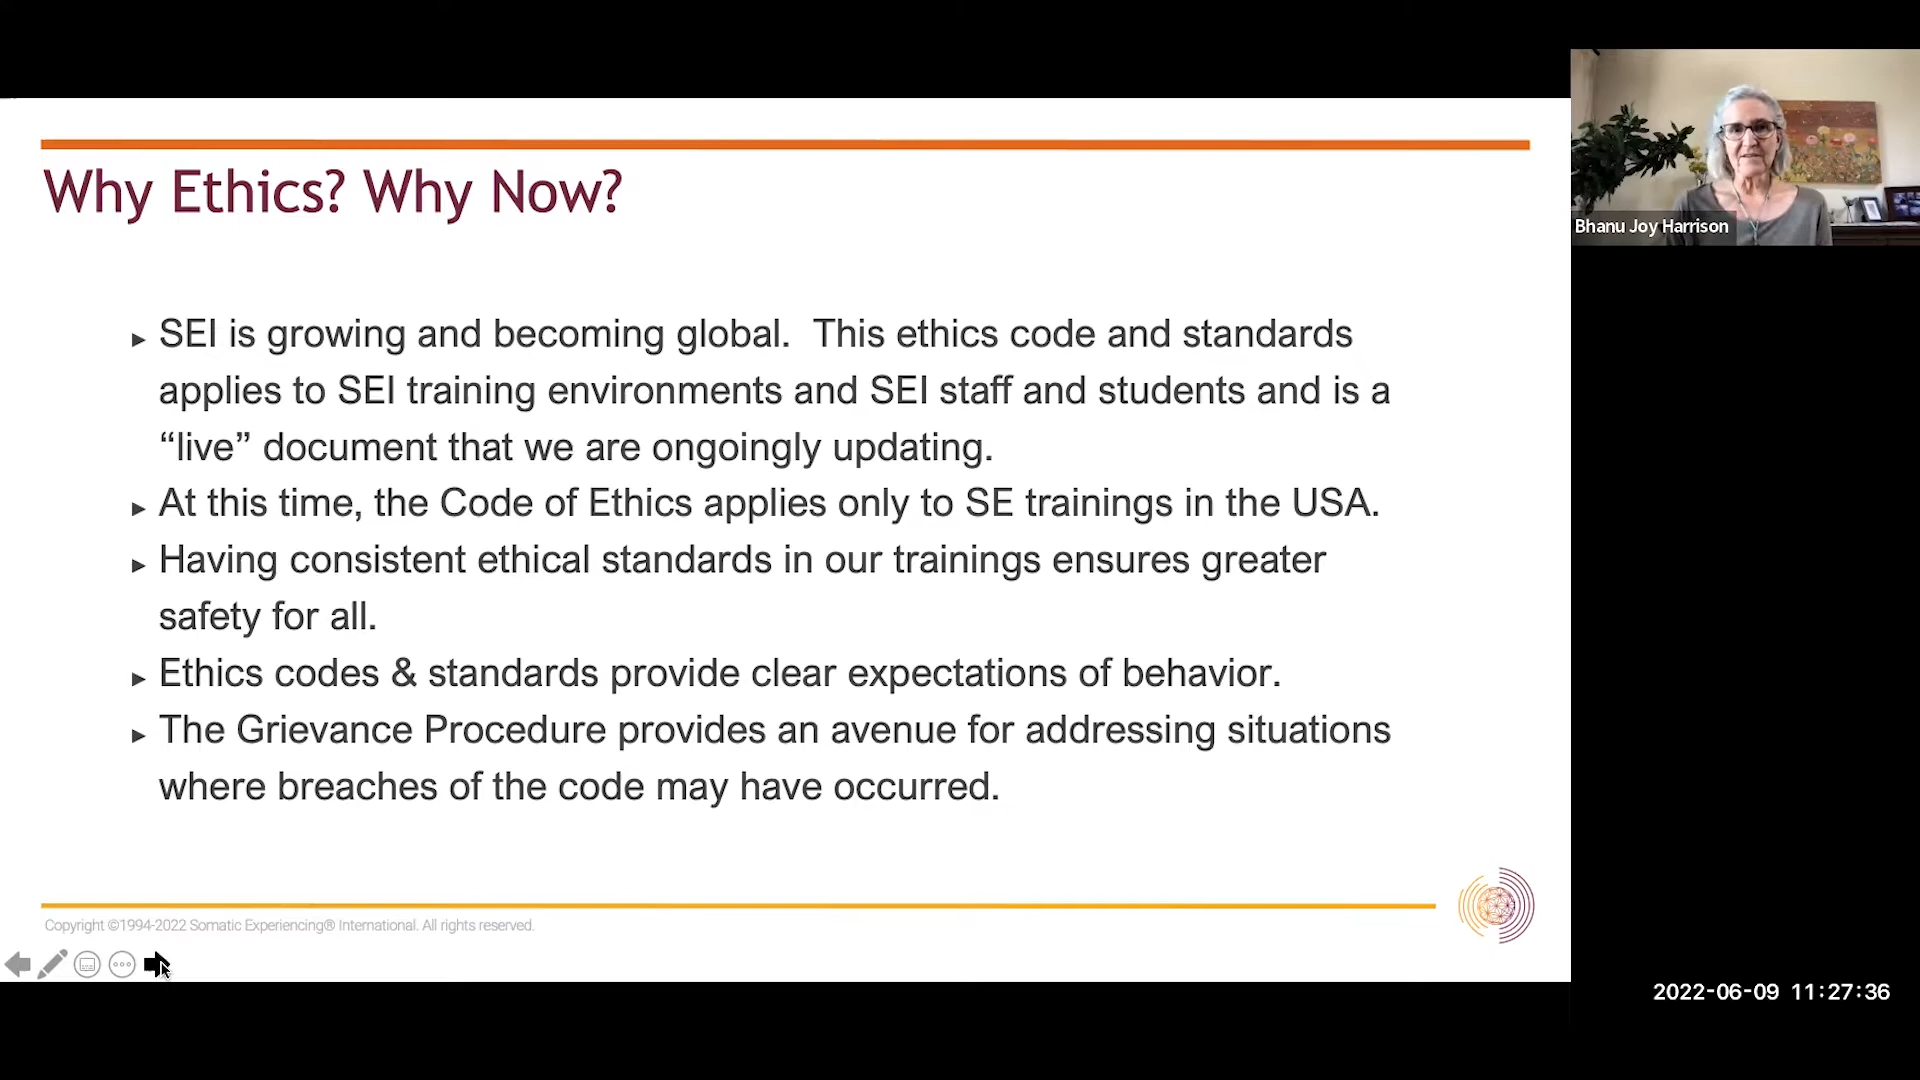 Why Ethics? Why Now?
SEI is growing and becoming global.  This ethics code and standards
applies to SEI training environments and SEI staff and students and is a
“live” document that we are ongoingly updating.
At this time, the Code of Ethics applies only to SE trainings in the USA.
Having consistent ethical standards in our trainings ensures greater
safety for all.
Ethics codes & standards provide clear expectations of behavior.
The Grievance Procedure provides an avenue for addressing situations
where breaches of the code may have occurred.
Copyright ©1994-2022 Somatic Experiencing® International. All rights reserved.
Bhanu Joy Harrison
2022-06-09 11:27:36